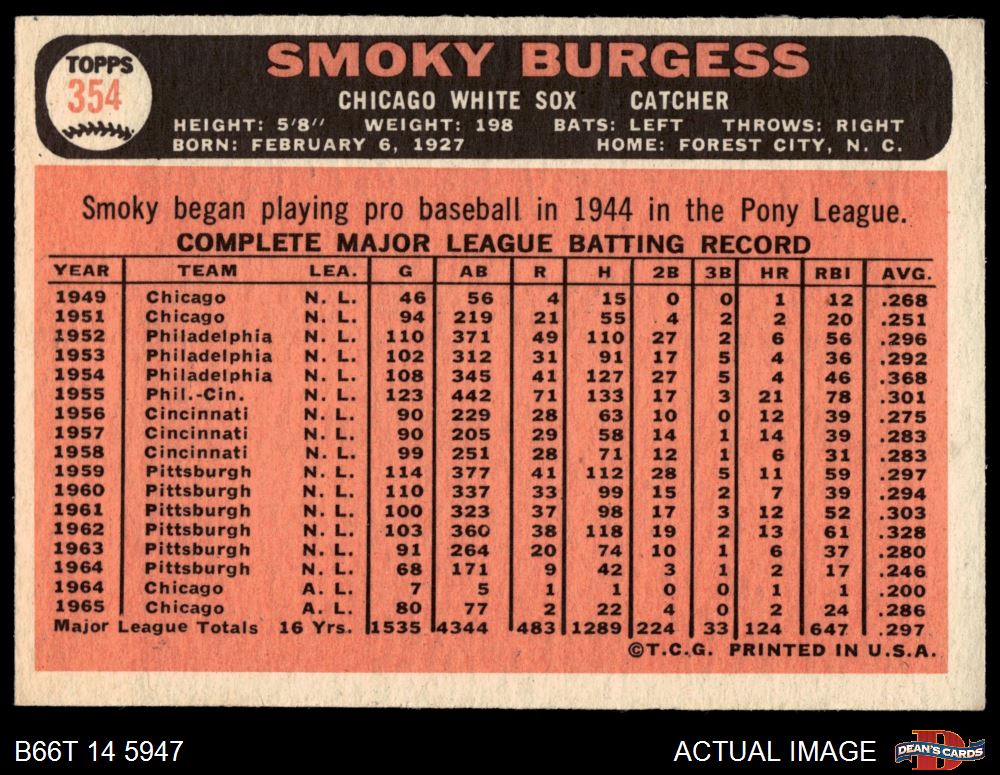 TOPPS
354
SMOKY BURGESS
CHICAGO WHITE SOX CATCHER
HEIGHT: 5'8" WEIGHT: 198 BATS: LEFT THROWS: RIGHT
BORN: FEBRUARY 6, 1927 HOME: FOREST CITY, N. C.
Smoky began playing pro baseball in 1944 in the Pony League.
COMPLETE MAJOR LEAGUE BATTING RECORD
YEAR TEAM LEA. G AB R H 2B 3B HR RBI AVG.
1949 Chicago N. L. 46 56 4 15 0 0 1 12 .268
1951 Chicago N. L. 94 219 21 55 4 2 2 20 .251
1952 Philadelphia N. L. 110 371 49 110 27 2 6 56 .296
1953 Philadelphia N. L. 102 312 31 91 17 5 4 36 .292
1954 Philadelphia N. L. 108 345 41 127 27 5 4 46 .368
1955 Phil.-Cin. N. L. 123 442 71 133 17 3 21 78 .301
1956 Cincinnati N. L. 90 229 28 63 10 0 12 39 .275
1957 Cincinnati N. L. 90 205 29 58 14 1 14 39 .283
1958 Cincinnati N. L. 99 251 28 71 12 1 6 31 .283
1959 Pittsburgh N. L. 114 377 41 112 28 5 11 59 .297
1960 Pittsburgh N. L. 110 337 33 99 15 2 7 39 .294
1961 Pittsburgh N. L. 100 323 37 98 17 3 12 52 .303
1962 Pittsburgh N. L. 103 360 38 118 19 2 13 61 .328
1963 Pittsburgh N. L. 91 264 20 74 10 1 6 37 .280
1964 Pittsburgh N. L. 68 171 9 42 3 1 2 17 .246
1964 Chicago A. L. 7 5 1 1 0 0 1 1 .200
1965 Chicago A. L. 80 77 2 22 4 0 2 24 .286
Major League Totals 16 Yrs. 1535 4344 483 1289 224 33 124 647 .297
©T.C.G. PRINTED IN U.S.A.
B66T 14 5947 ACTUAL IMAGE
D
DEAN'S CARDS